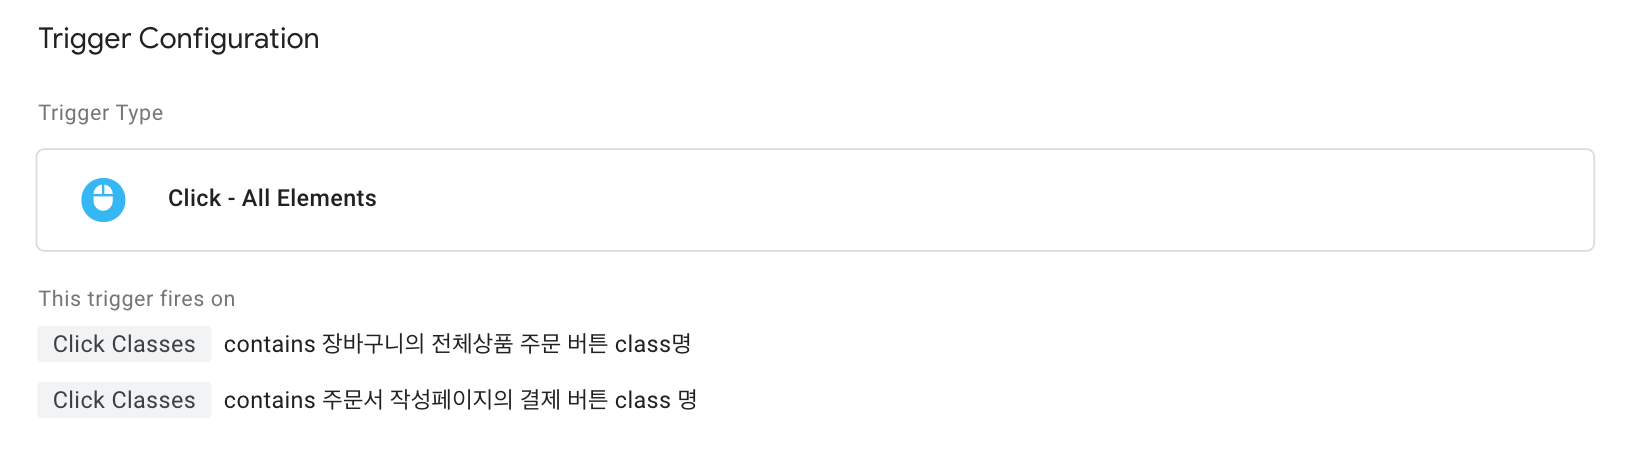 Trigger Configuration
Trigger Type
Click - All Elements
This trigger fires on
Click Classes contains 장바구니의 전체상품 주문 버튼 class명
Click Classes contains 주문서 작성페이지의 결제 버튼 class 명